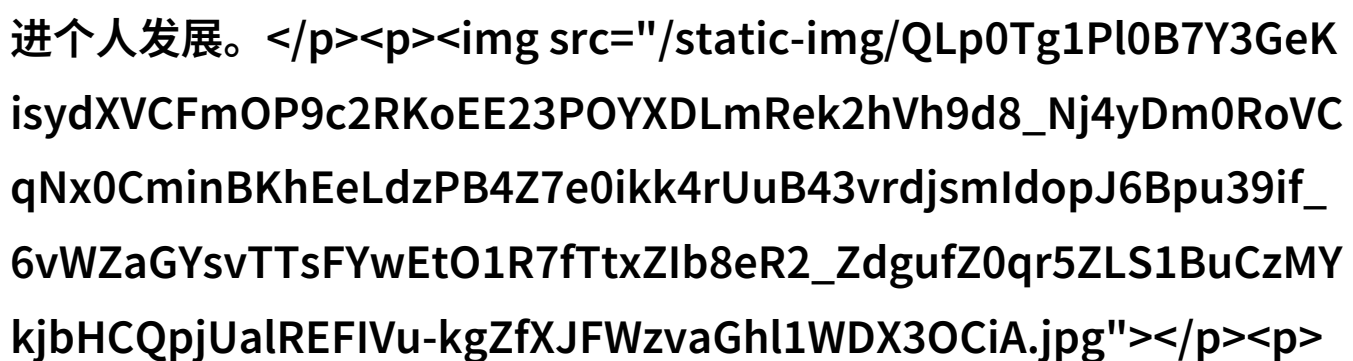 进个人发展。</p><p><img src="/static-img/QLp0Tg1Pl0B7Y3GeK
isydXVCFmOP9c2RKoEE23POYXDLmRek2hVh9d8_Nj4yDm0RoVC
qNx0CminBKhEeLdzPB4Z7e0ikk4rUuB43vrdjsmIdopJ6Bpu39if_
6vWZaGYsvTTsFYwEtO1R7fTtxZIb8eR2_ZdgufZ0qr5ZLS1BuCzMY
kjbHCQpjUalREFIVu-kgZfXJFWzvaGhl1WDX3OCiA.jpg"></p><p>